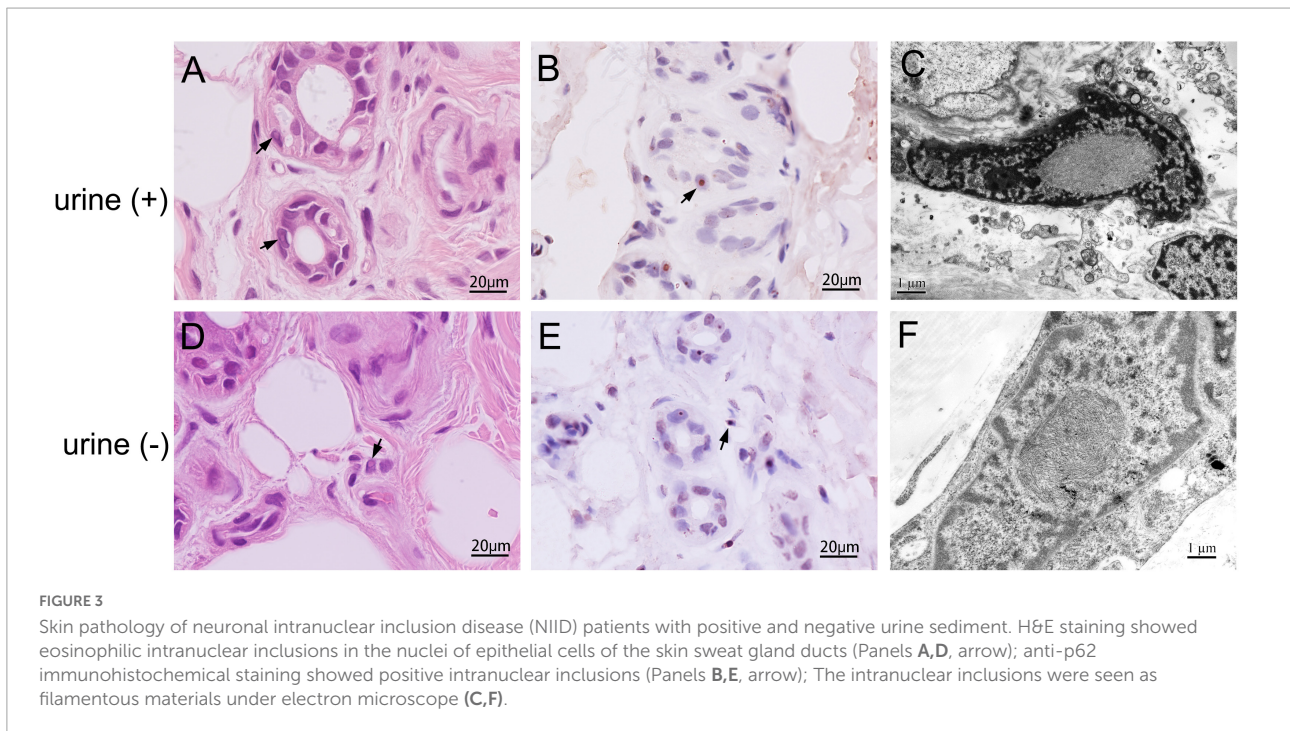 A
B
C
urine (+)
20µm
20µm
1 µm
D
E
F
urine (-)
20µm
20µm
1 µm
FIGURE 3
Skin pathology of neuronal intranuclear inclusion disease (NIID) patients with positive and negative urine sediment. H&E staining showed
eosinophilic intranuclear inclusions in the nuclei of epithelial cells of the skin sweat gland ducts (Panels A,D, arrow); anti-p62
immunohistochemical staining showed positive intranuclear inclusions (Panels B,E, arrow); The intranuclear inclusions were seen as
filamentous materials under electron microscope (C,F).